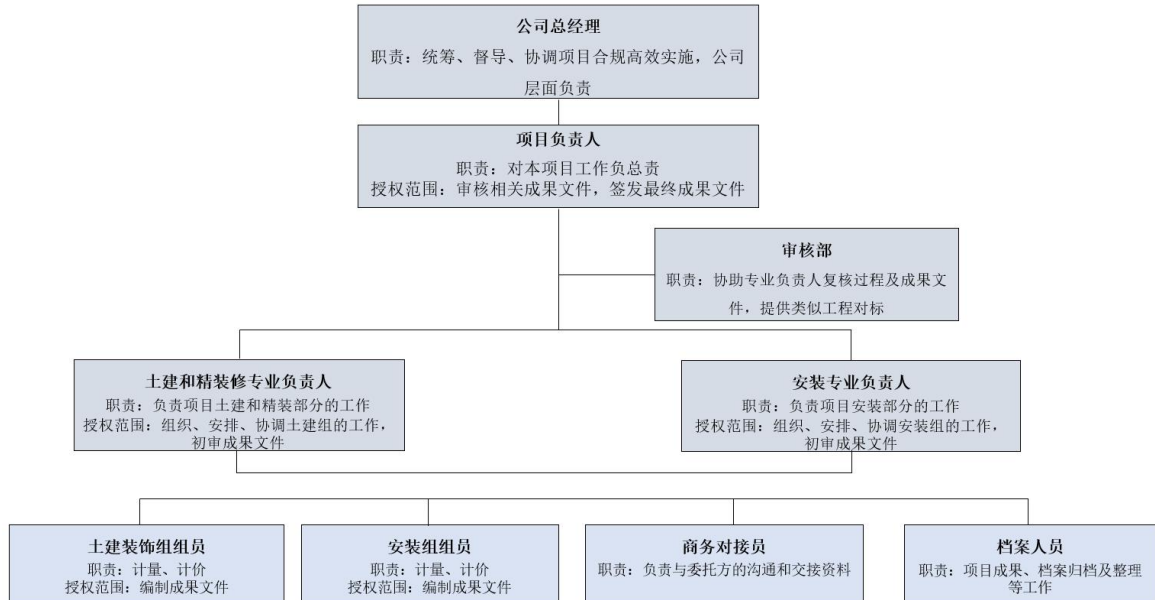 公司总经理
职责：统筹、督导、协调项目合规高效实施，公司
层面负责
项目负责人
职责：对本项目工作负总责
授权范围：审核相关成果文件，签发最终成果文件
审核部
职责：协助专业负责人复核过程及成果文
件，提供类似工程对标
土建和精装修专业负责人
职责：负责项目土建和精装部分的工作
授权范围：组织、安排、协调土建组的工作，
初审成果文件
安装专业负责人
职责：负责项目安装部分的工作
授权范围：组织、安排、协调安装组的工作，
初审成果文件
土建装饰组组员
职责：计量、计价
授权范围：编制成果文件
安装组组员
职责：计量、计价
授权范围：编制成果文件
商务对接员
职责：负责与委托方的沟通和交接资料
档案人员
职责：项目成果、档案归档及整理
等工作